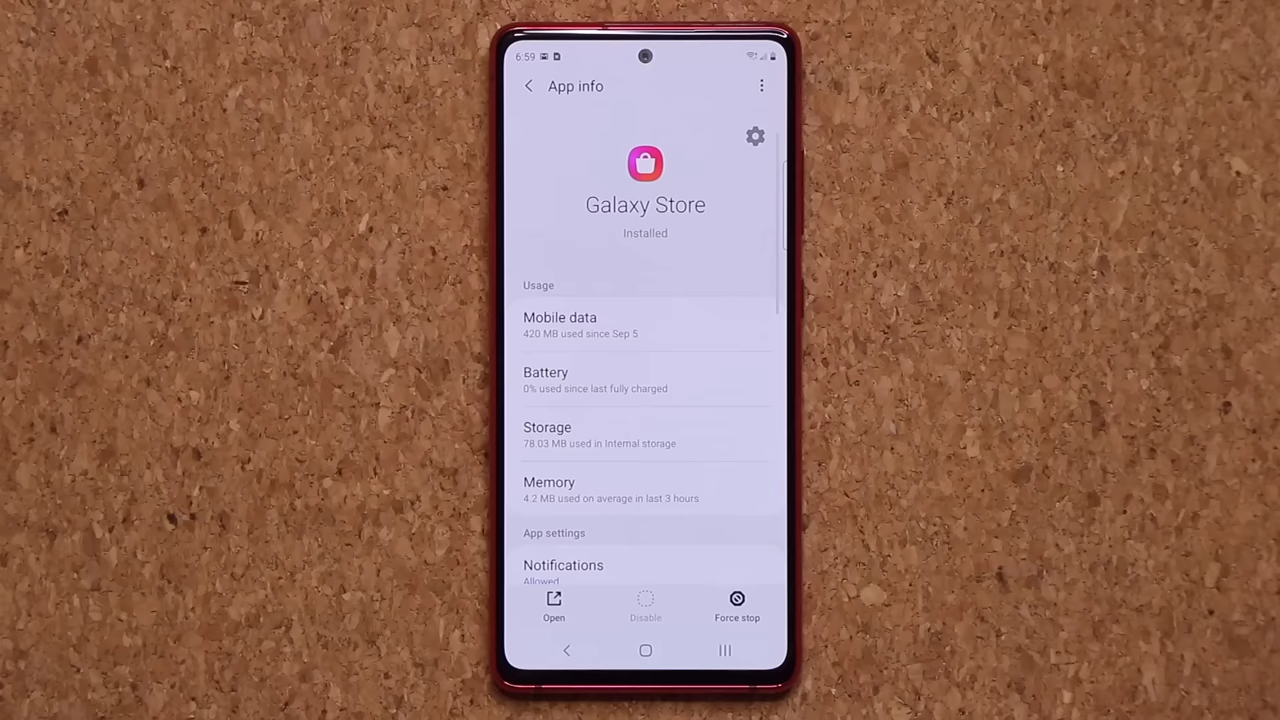 6:59
App info
Galaxy Store
Installed
Usage
Mobile data
420 MB used since Sep 5
Battery
0% used since last fully charged
Storage
78.03 MB used in Internal storage
Memory
4.2 MB used on average in last 3 hours
App settings
Notifications
Allowed
Open
Disable
Force stop